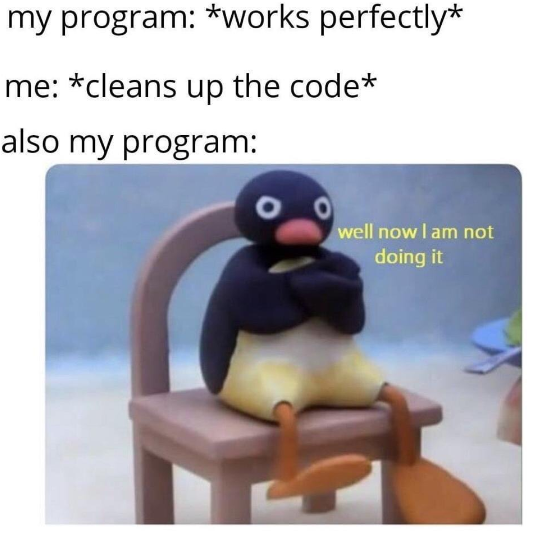 my program: *works perfectly*
me: *cleans up the code*
also my program:
well now I am not
doing it